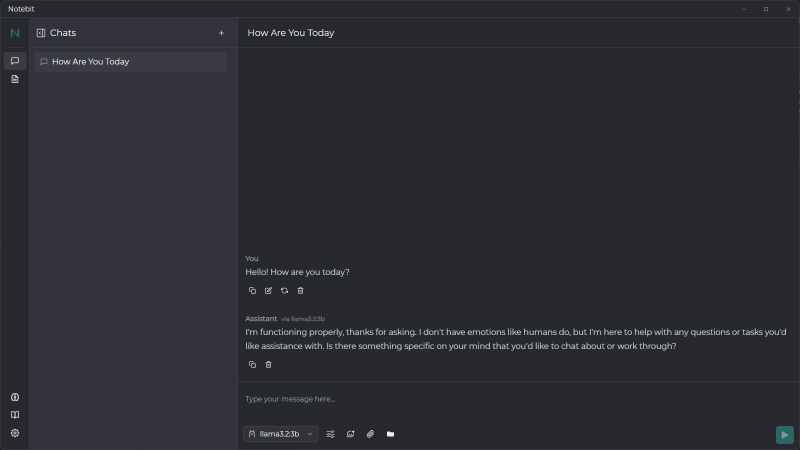 Notebit
N
Chats
+
How Are You Today
How Are You Today
You
Hello! How are you today?
Assistant via llama3.2:3b
I'm functioning properly, thanks for asking. I don't have emotions like humans do, but I'm here to help with any questions or tasks you'd
like assistance with. Is there something specific on your mind that you'd like to chat about or work through?
Type your message here...
llama3.2:3b